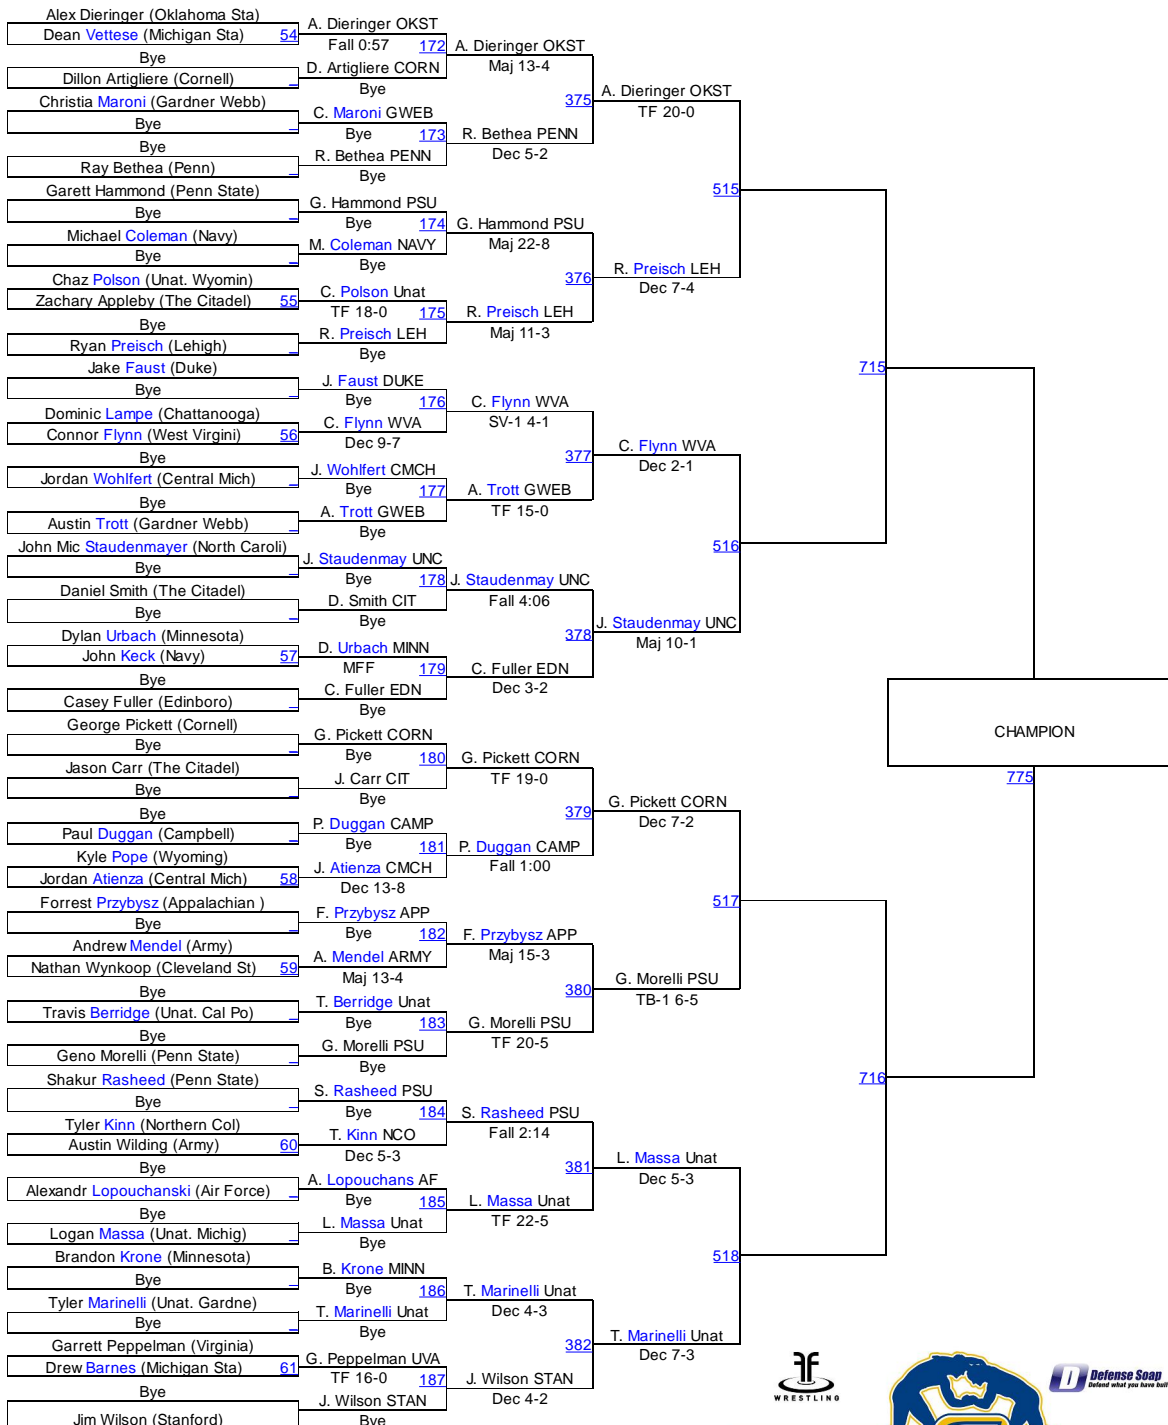 Alex Dieringer (Oklahoma Sta)
Dean Vettese (Michigan Sta) 54
Bye
Dillon Artigliere (Cornell)
Christia Maroni (Gardner Webb)
Bye
Bye
Ray Bethea (Penn)
Garett Hammond (Penn State)
Bye
Michael Coleman (Navy)
Bye
Chaz Polson (Unat. Wyomin)
Zachary Appleby (The Citadel) 55
Bye
Ryan Preisch (Lehigh)
Jake Faust (Duke)
Bye
Dominic Lampe (Chattanooga)
Connor Flynn (West Virgini) 56
Bye
Jordan Wohlfert (Central Mich)
Bye
Austin Trott (Gardner Webb)
John Mic Staudenmayer (North Caroli)
Bye
Daniel Smith (The Citadel)
Bye
Dylan Urbach (Minnesota)
John Keck (Navy) 57
Bye
Casey Fuller (Edinboro)
George Pickett (Cornell)
Bye
Jason Carr (The Citadel)
Bye
Bye
Paul Duggan (Campbell)
Kyle Pope (Wyoming)
Jordan Atienza (Central Mich) 58
Forrest Przybysz (Appalachian )
Bye
Andrew Mendel (Army)
Nathan Wynkoop (Cleveland St) 59
Bye
Travis Berridge (Unat. Cal Po)
Bye
Geno Morelli (Penn State)
Shakur Rasheed (Penn State)
Bye
Tyler Kinn (Northern Col)
Austin Wilding (Army) 60
Bye
Alexandr Lopouchanski (Air Force)
Bye
Logan Massa (Unat. Michig)
Brandon Krone (Minnesota)
Bye
Tyler Marinelli (Unat. Gardne)
Bye
Garrett Peppelman (Virginia)
Drew Barnes (Michigan Sta) 61
Bye
Jim Wilson (Stanford)
A. Dieringer OKST
Fall 0:57 172
D. Artigliere CORN
Bye
C. Maroni GWEB
Bye 173
R. Bethea PENN
Bye
G. Hammond PSU
Bye 174
M. Coleman NAVY
Bye
C. Polson Unat
TF 18-0 175
R. Preisch LEH
Bye
J. Faust DUKE
Bye 176
C. Flynn WVA
Dec 9-7
J. Wohlfert CMCH
Bye 177
A. Trott GWEB
Bye
J. Staudenmay UNC
Bye 178
D. Smith CIT
Bye
D. Urbach MINN
MFF 179
C. Fuller EDN
Bye
G. Pickett CORN
Bye 180
J. Carr CIT
Bye
P. Duggan CAMP
Bye 181
J. Atienza CMCH
Dec 13-8
F. Przybysz APP
Bye 182
A. Mendel ARMY
Maj 13-4
T. Berridge Unat
Bye 183
G. Morelli PSU
Bye
S. Rasheed PSU
Bye 184
T. Kinn NCO
Dec 5-3
A. Lopouchans AF
Bye 185
L. Massa Unat
Bye
B. Krone MINN
Bye 186
T. Marinelli Unat
Bye
G. Peppelman UVA
TF 16-0 187
J. Wilson STAN
Bye
A. Dieringer OKST
Maj 13-4
375
R. Bethea PENN
Dec 5-2
G. Hammond PSU
Maj 22-8
376
R. Preisch LEH
Maj 11-3
C. Flynn WVA
SV-1 4-1
377
A. Trott GWEB
TF 15-0
J. Staudenmay UNC
Fall 4:06
378
C. Fuller EDN
Dec 3-2
G. Pickett CORN
TF 19-0
379
P. Duggan CAMP
Fall 1:00
F. Przybysz APP
Maj 15-3
380
G. Morelli PSU
TF 20-5
S. Rasheed PSU
Fall 2:14
381
L. Massa Unat
TF 22-5
T. Marinelli Unat
Dec 4-3
382
J. Wilson STAN
Dec 4-2
A. Dieringer OKST
TF 20-0
515
R. Preisch LEH
Dec 7-4
C. Flynn WVA
Dec 2-1
516
J. Staudenmay UNC
Maj 10-1
G. Pickett CORN
Dec 7-2
517
G. Morelli PSU
TB-1 6-5
L. Massa Unat
Dec 5-3
518
T. Marinelli Unat
Dec 7-3
715
716
CHAMPION
775
WRESTLING
Defense Soap
Defend what you have buil